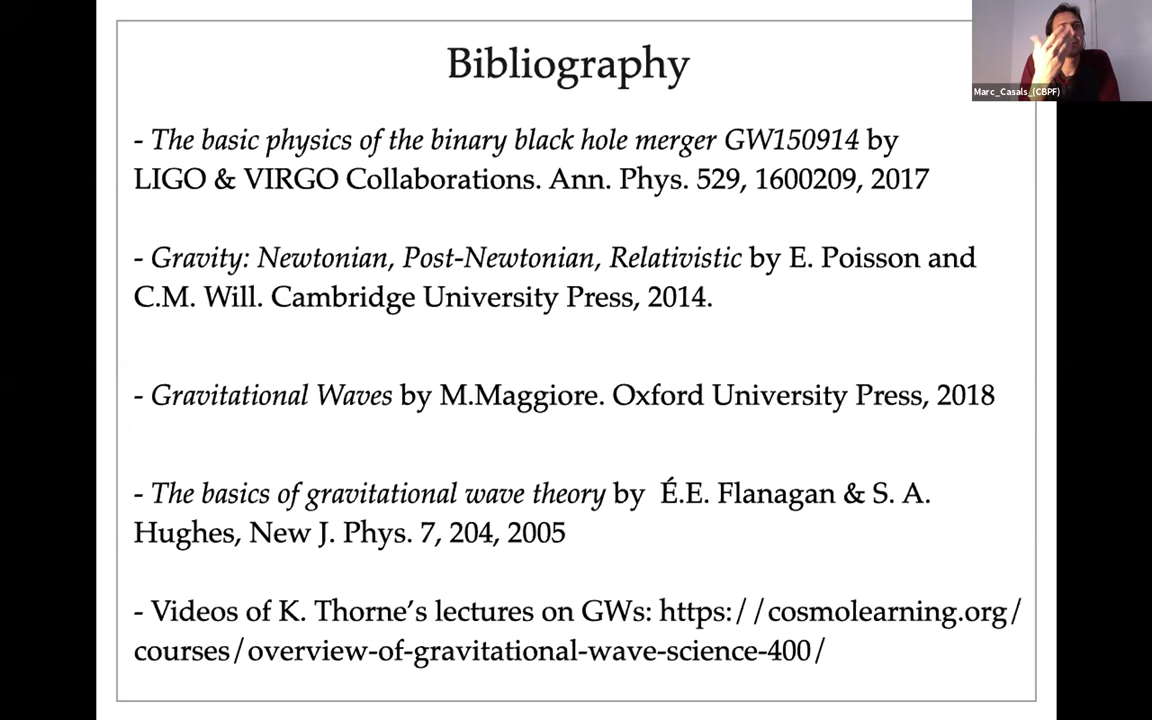 Bibliography
Marc_Casals_(CBPF)
- The basic physics of the binary black hole merger GW150914 by
LIGO & VIRGO Collaborations. Ann. Phys. 529, 1600209, 2017
- Gravity: Newtonian, Post-Newtonian, Relativistic by E. Poisson and
C.M. Will. Cambridge University Press, 2014.
- Gravitational Waves by M.Maggiore. Oxford University Press, 2018
- The basics of gravitational wave theory by É.E. Flanagan & S. A.
Hughes, New J. Phys. 7, 204, 2005
- Videos of K. Thorne’s lectures on GWs: https://cosmolearning.org/
courses/overview-of-gravitational-wave-science-400/